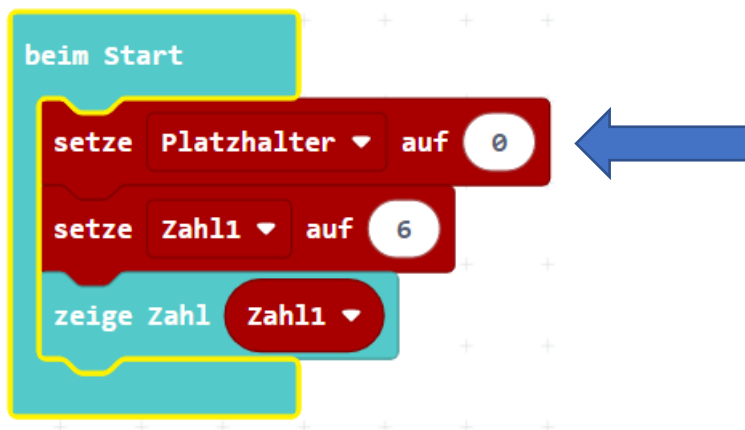 beim Start
setze Platzhalter auf 0
setze Zahl1 auf 6
zeige Zahl Zahl1